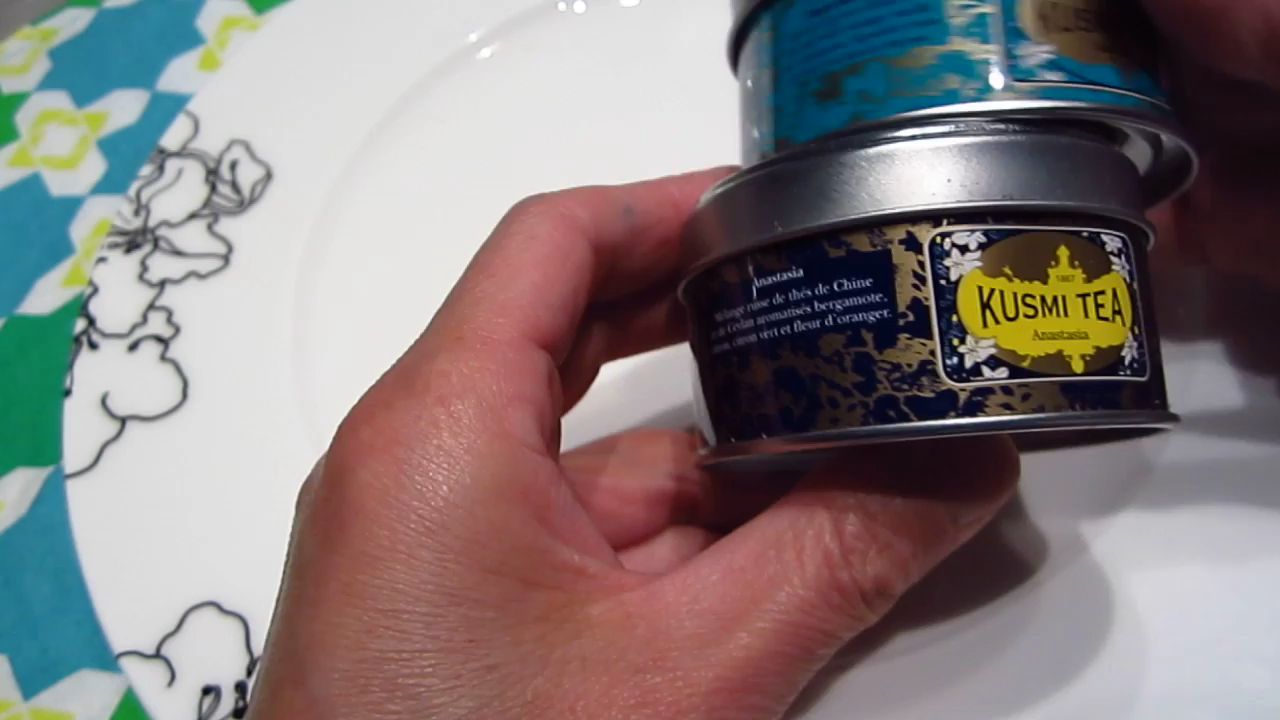 Anastasia
Mélange russe de thés de Chine
de Ceylan aromatisés bergamote,
citron vert et fleur d'oranger.
1867
KUSMI TEA
Anastasia
KUS